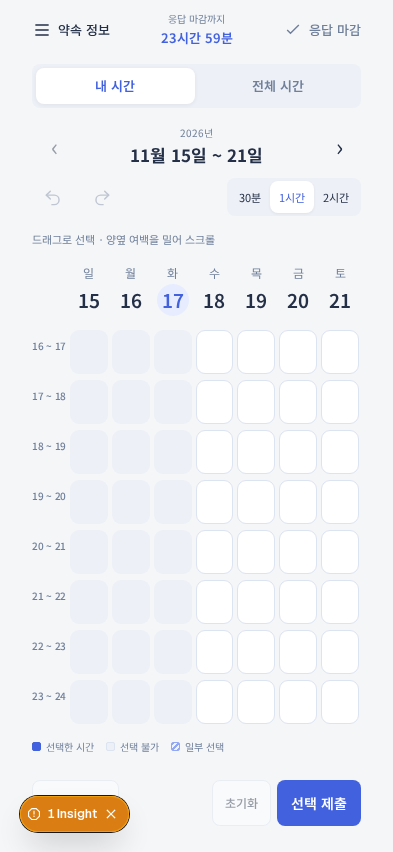 약속 정보
응답 마감까지
23시간 59분
응답 마감
내 시간
전체 시간
2026년
11월 15일 ~ 21일
30분
1시간
2시간
드래그로 선택 · 양옆 여백을 밀어 스크롤
일 월 화 수 목 금 토
15 16 17 18 19 20 21
16 ~ 17
17 ~ 18
18 ~ 19
19 ~ 20
20 ~ 21
21 ~ 22
22 ~ 23
23 ~ 24
선택한 시간
선택 불가
일부 선택
1 Insight
초기화
선택 제출